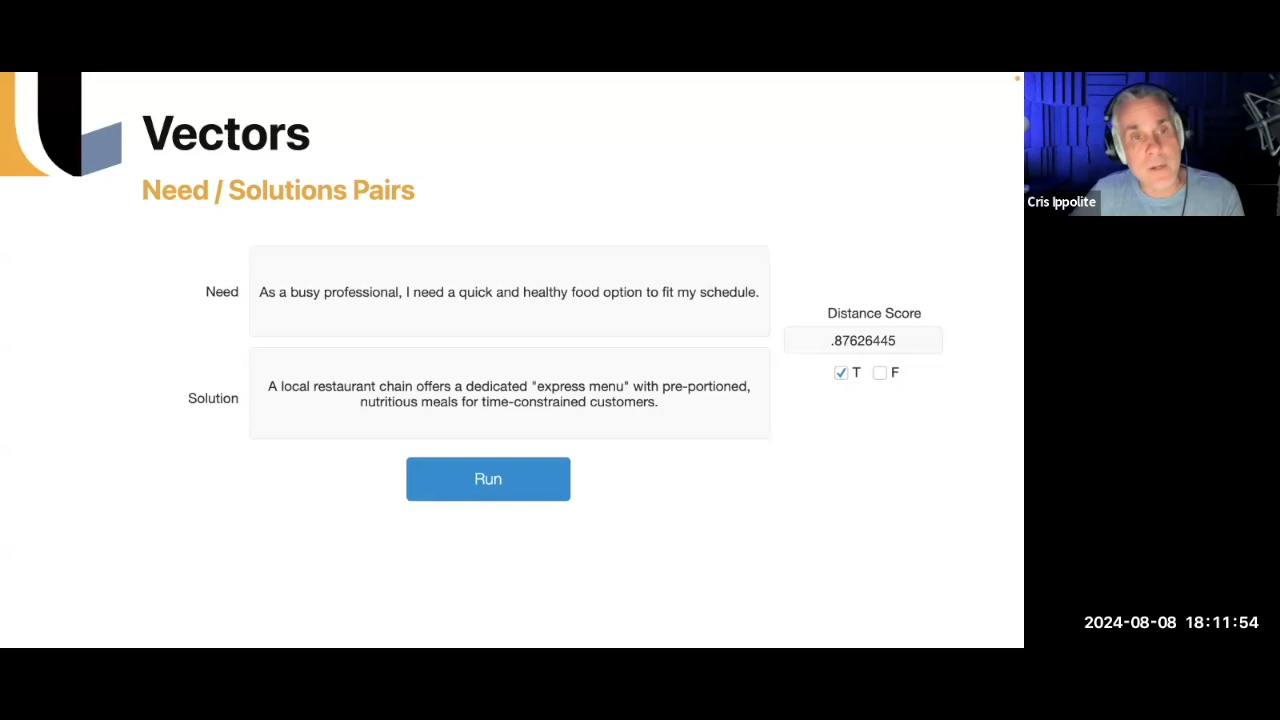 Vectors
Need / Solutions Pairs
Need
As a busy professional, I need a quick and healthy food option to fit my schedule.
Distance Score
.87626445
T
F
Solution
A local restaurant chain offers a dedicated "express menu" with pre-portioned,
nutritious meals for time-constrained customers.
Run
Cris Ippolite
2024-08-08 18:11:54